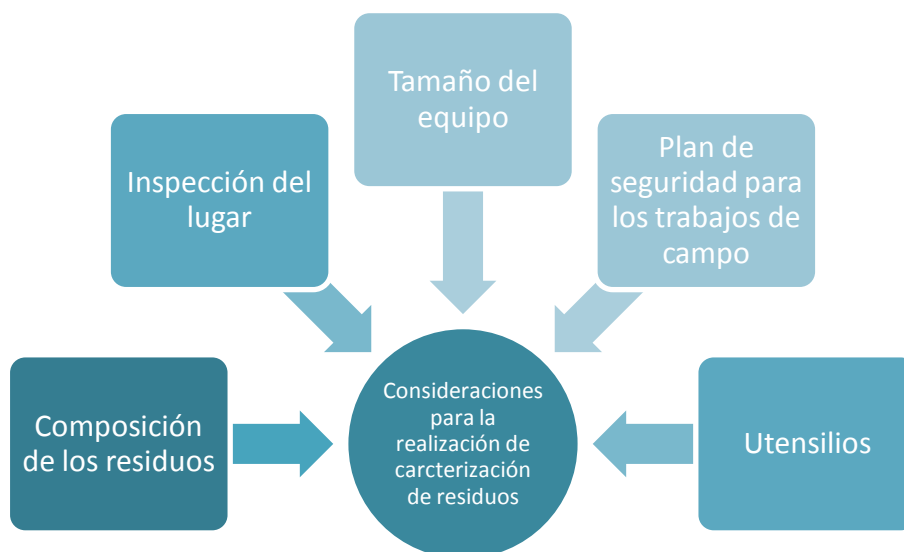 Tamaño del
equipo
Inspección del
lugar
Plan de
seguridad para
los trabajos de
campo
Composición
de los residuos
Consideraciones
para la
realización de
carcterización
de residuos
Utensilios